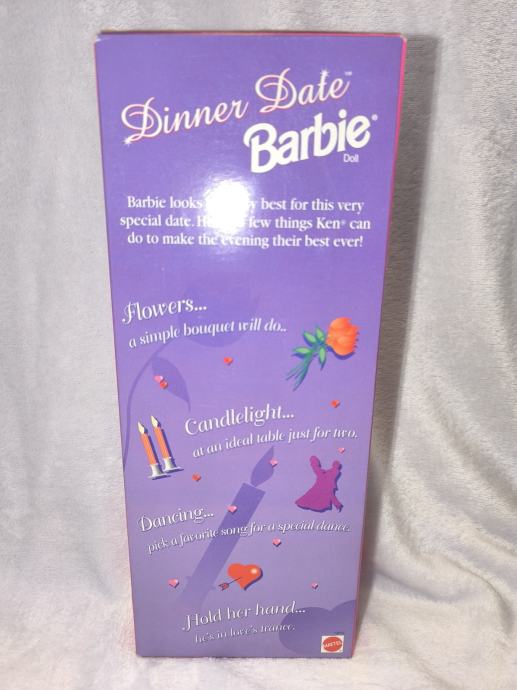 Dinner Date™
Barbie®
Doll
Barbie looks best for this very
special date. few things Ken® can
do to make the evening their best ever!
Flowers...
a simple bouquet will do..
Candlelight...
at an ideal table just for two.
Dancing...
pick a favorite song for a special dance.
Hold her hand...
he's in love's trance.
MATTEL